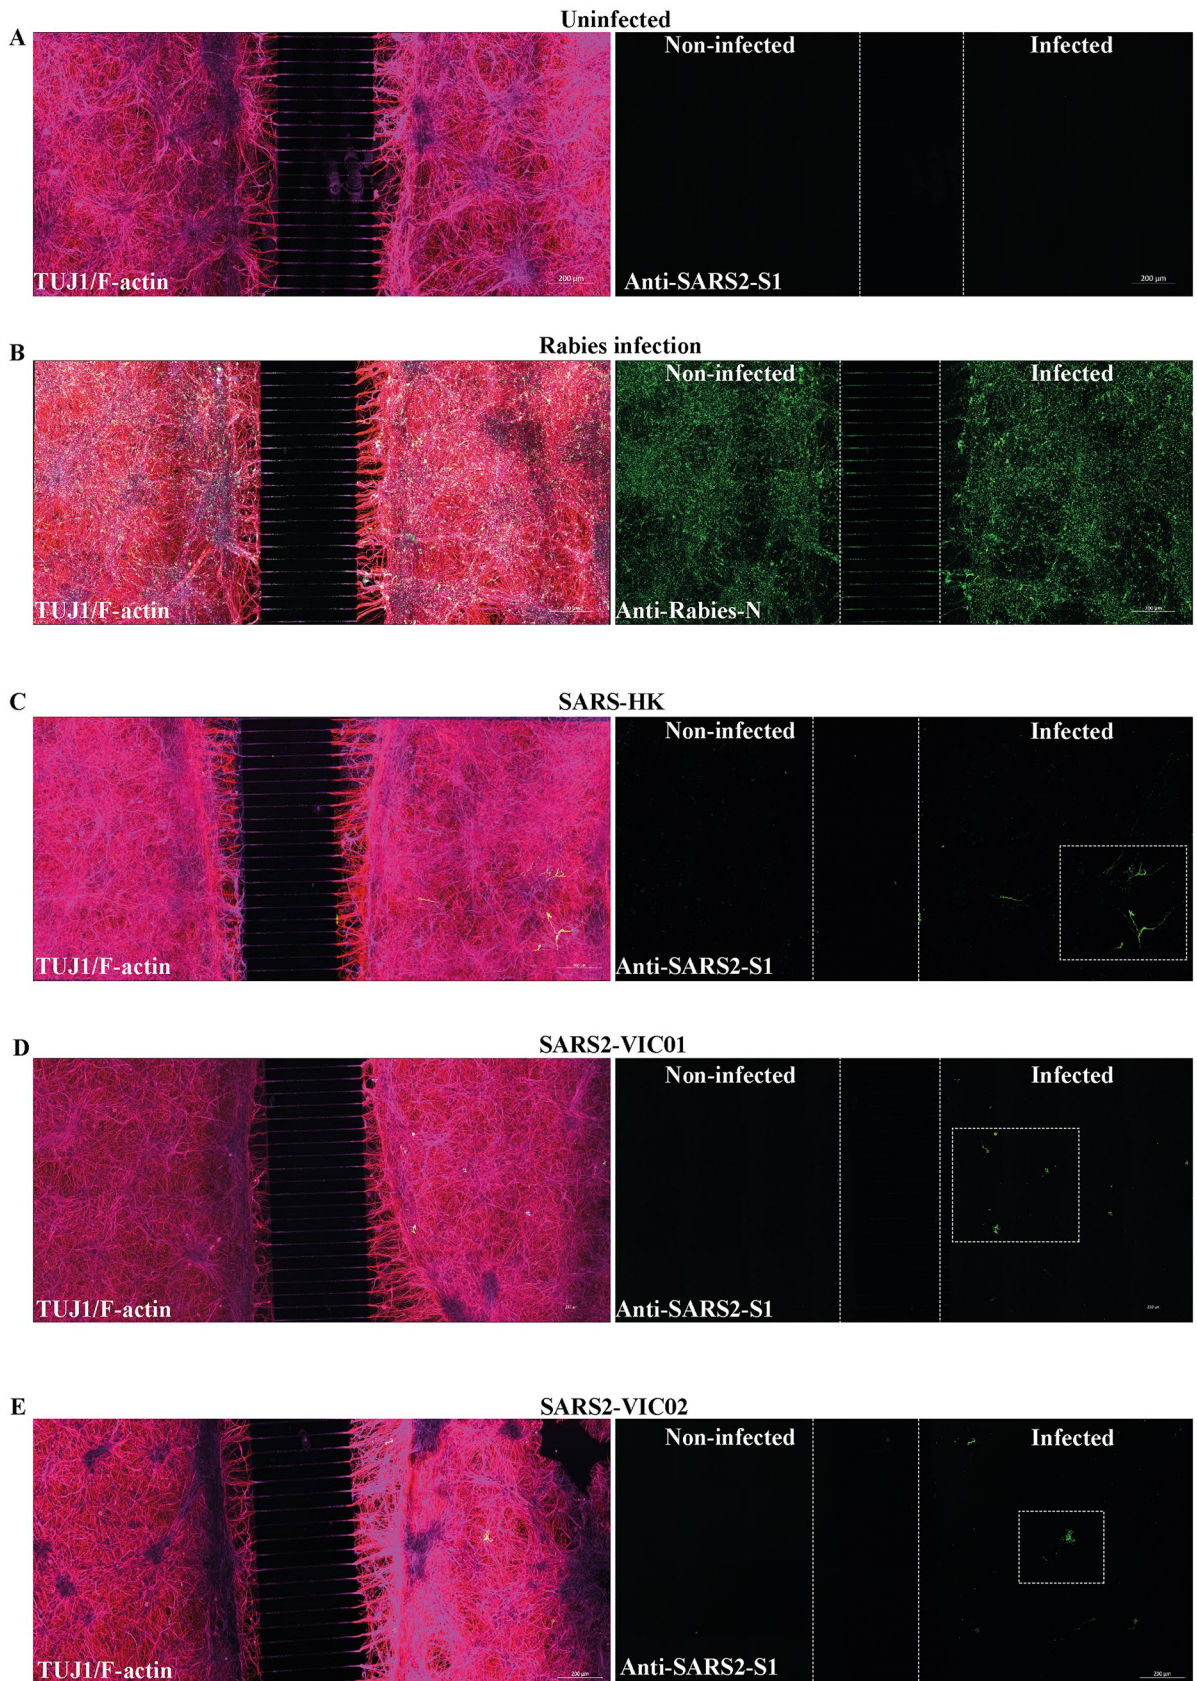 Uninfected
A
Non-infected
Infected
TUJ1/F-actin
200 µm
Anti-SARS2-S1
200 µm
Rabies infection
B
Non-infected
Infected
TUJ1/F-actin
Anti-Rabies-N
C
SARS-HK
Non-infected
Infected
TUJ1/F-actin
Anti-SARS2-S1
D
SARS2-VIC01
Non-infected
Infected
TUJ1/F-actin
Anti-SARS2-S1
E
SARS2-VIC02
Non-infected
Infected
TUJ1/F-actin
200 µm
Anti-SARS2-S1
200 µm